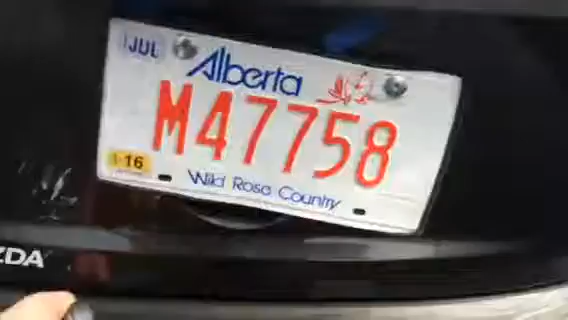 JUL
Alberta
M47758
16
Wild Rose Country
ZDA